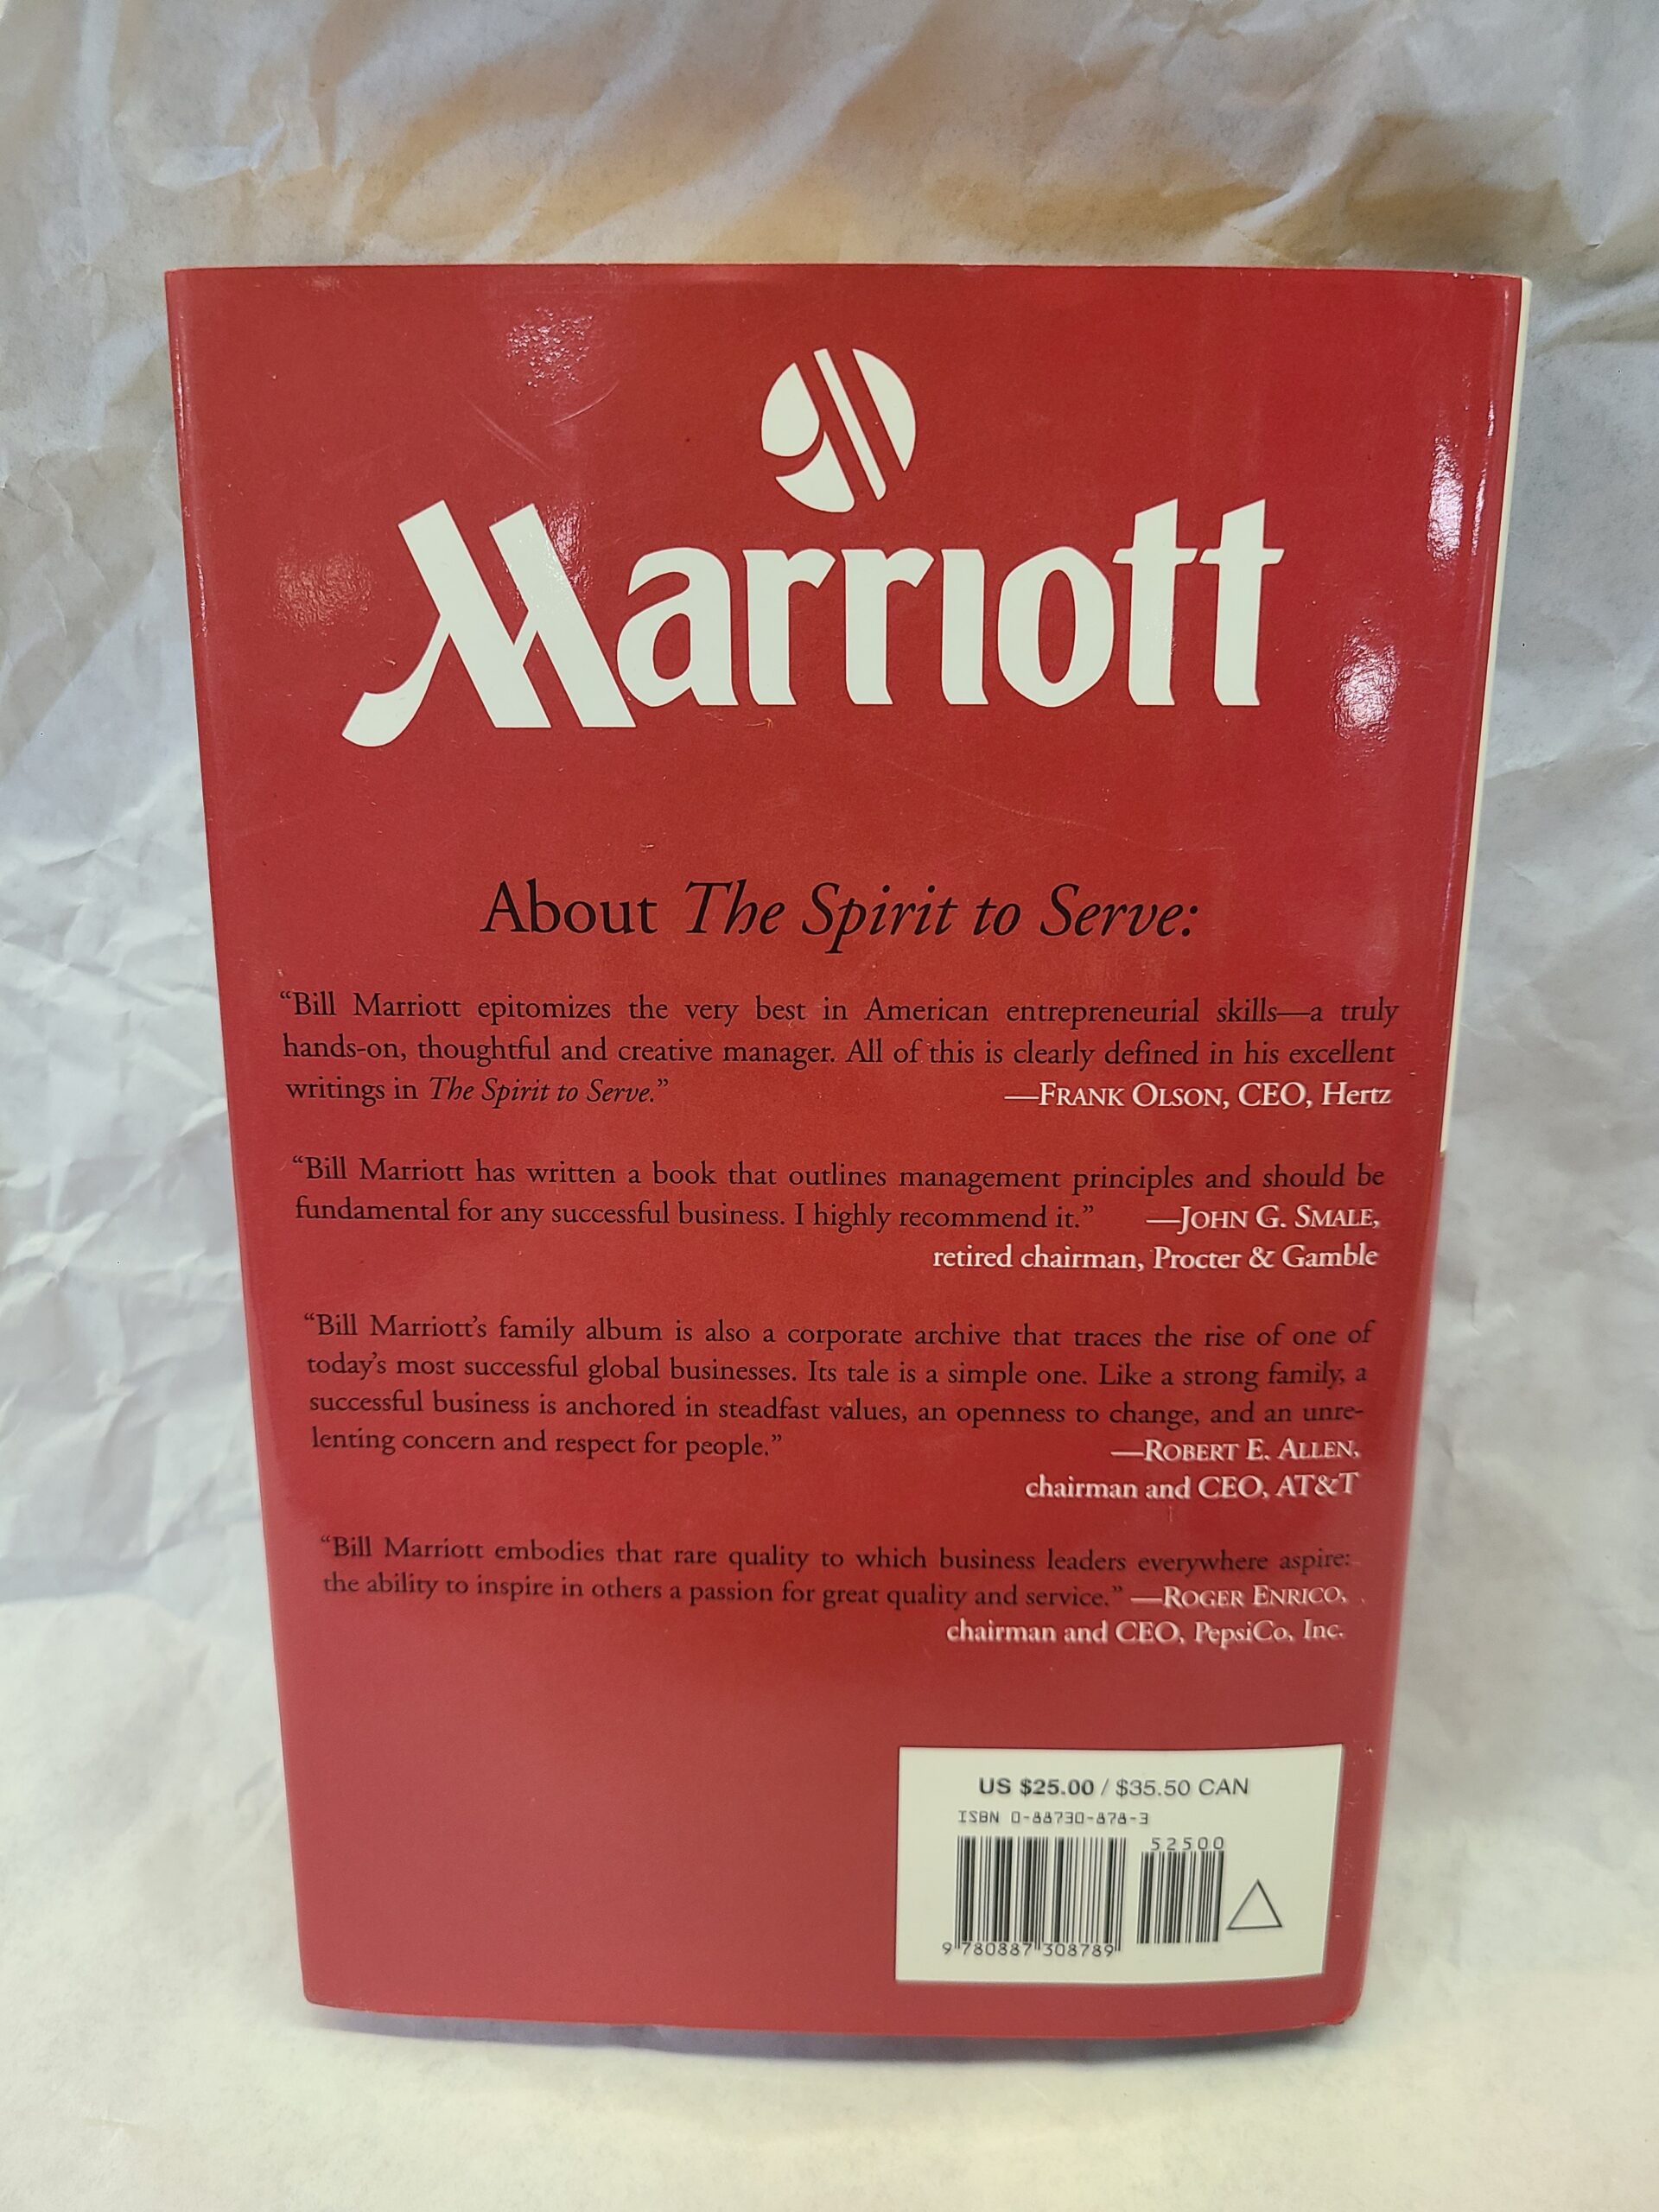 Marriott
About The Spirit to Serve:
“Bill Marriott epitomizes the very best in American entrepreneurial skills—a truly
hands-on, thoughtful and creative manager. All of this is clearly defined in his excellent
writings in The Spirit to Serve.” —FRANK OLSON, CEO, Hertz
“Bill Marriott has written a book that outlines management principles and should be
fundamental for any successful business. I highly recommend it.” —JOHN G. SMALE,
retired chairman, Procter & Gamble
“Bill Marriott’s family album is also a corporate archive that traces the rise of one of
today’s most successful global businesses. Its tale is a simple one. Like a strong family, a
successful business is anchored in steadfast values, an openness to change, and an unre-
lenting concern and respect for people.” —ROBERT E. ALLEN,
chairman and CEO, AT&T
“Bill Marriott embodies that rare quality to which business leaders everywhere aspire:
the ability to inspire in others a passion for great quality and service.” —ROGER ENRICO,
chairman and CEO, PepsiCo, Inc.
US $25.00 / $35.50 CAN
ISBN 0-88730-878-3
52500
9 780887 308789